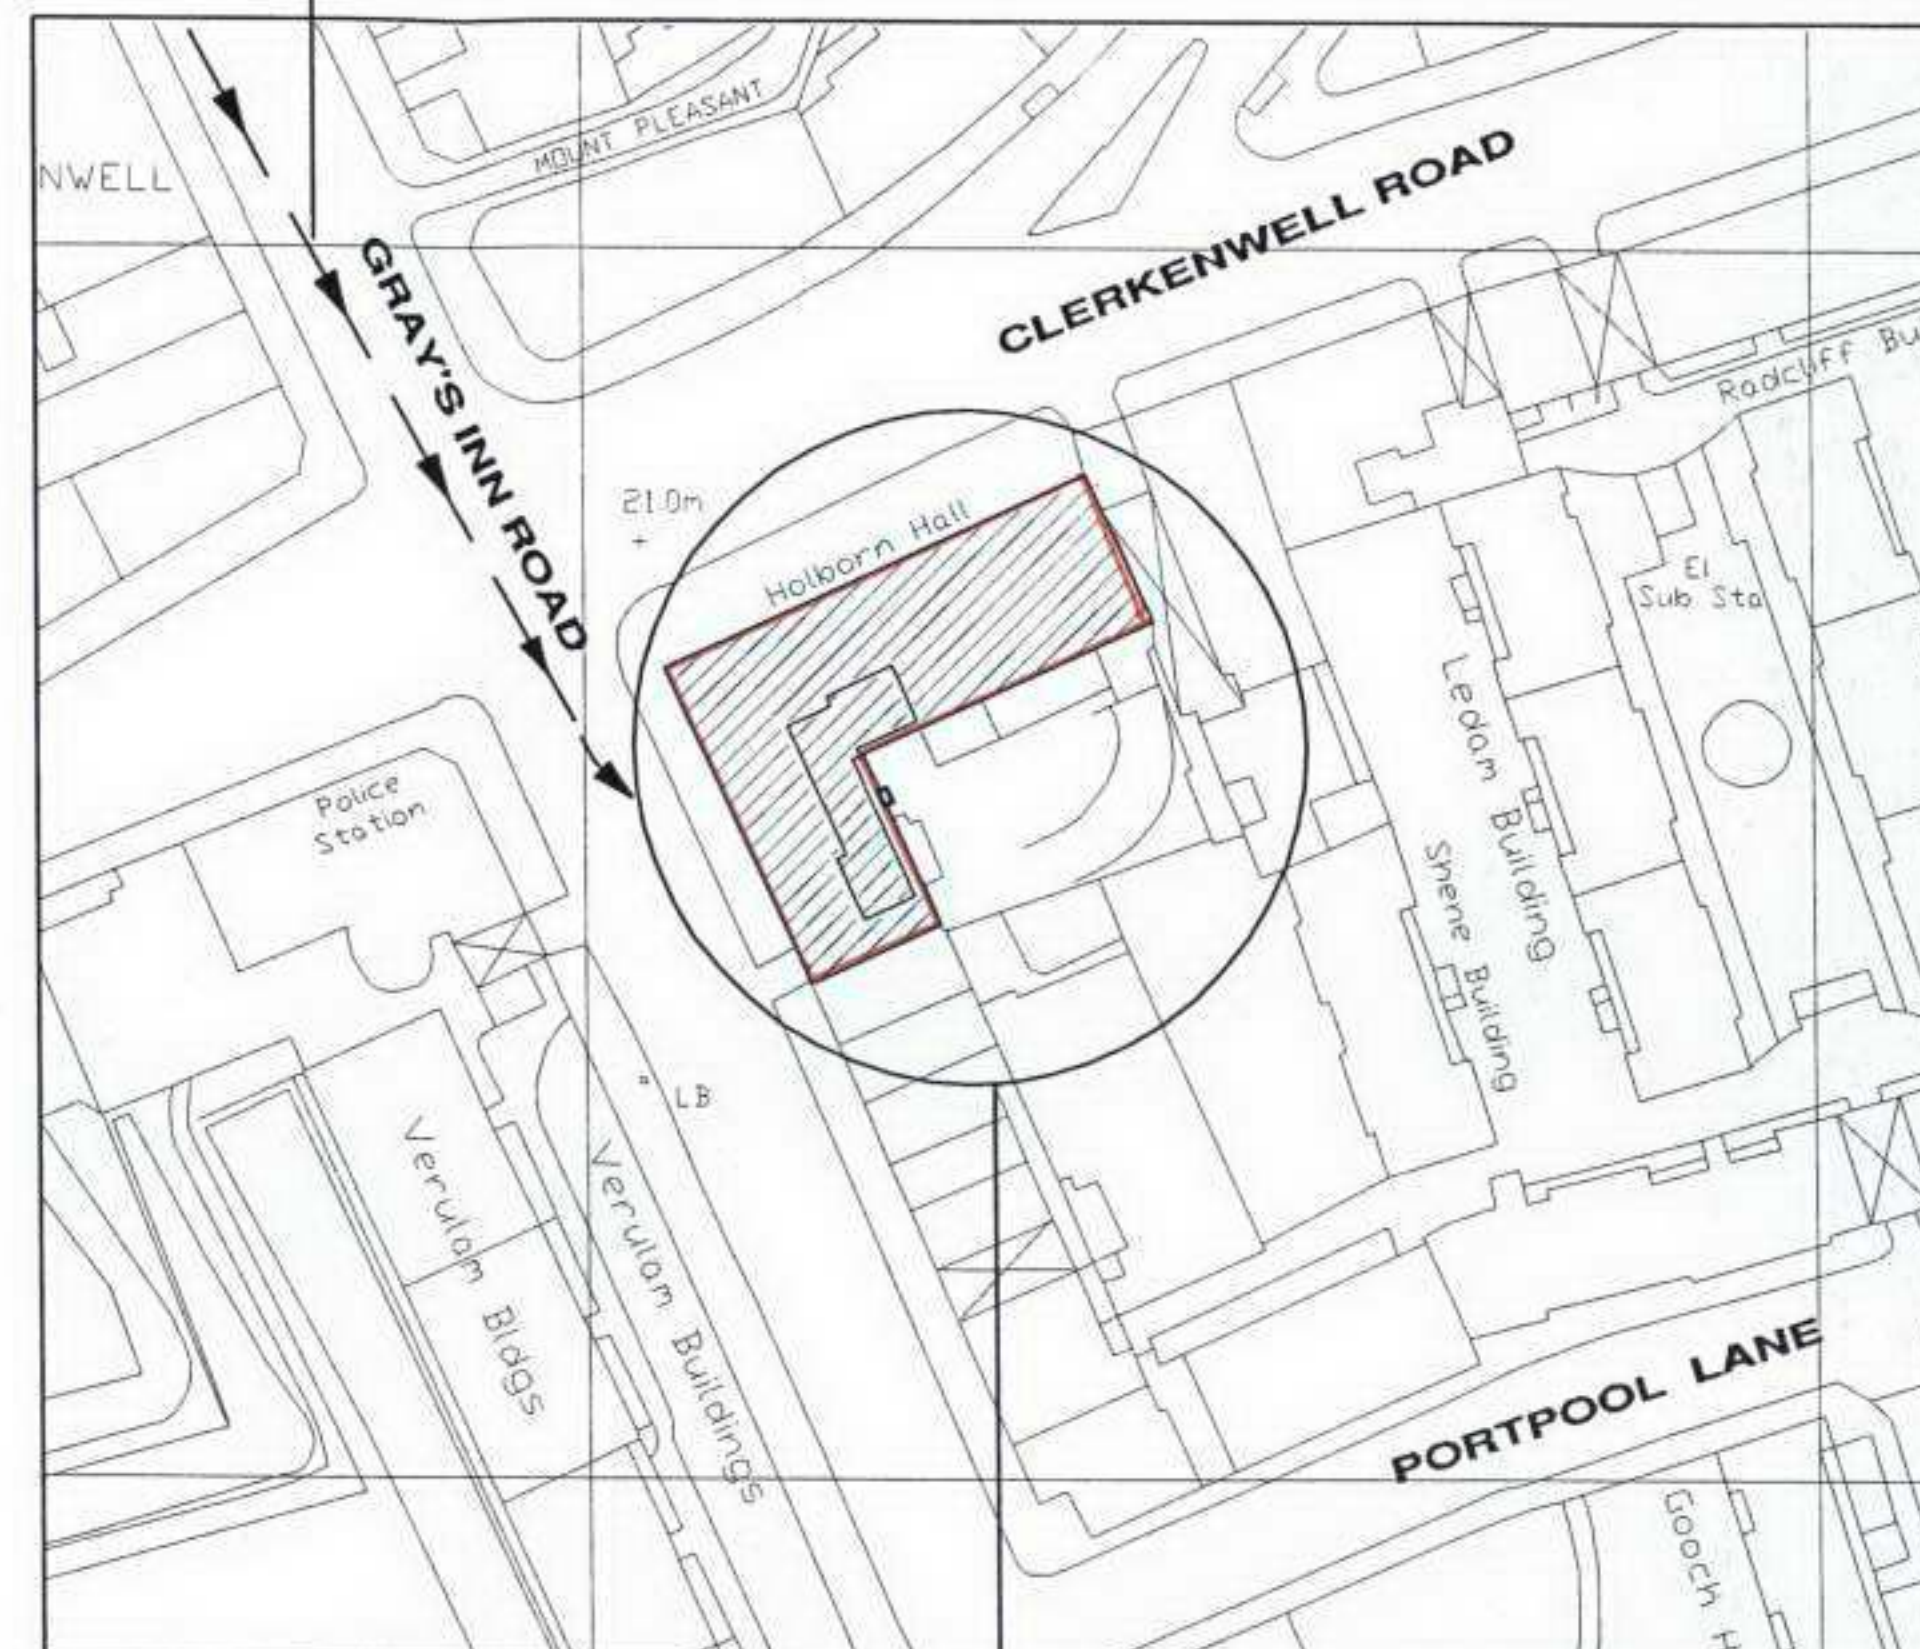 MOUNT PLEASANT
NWELL
CLERKENWELL ROAD
GRAY'S INN ROAD
Radcliff Bu
21.0m
Holborn Hall
El
Sub Sta
Ledam Building
Police
Station
Shene Building
LB
Verulam Bldgs
Verulam Buildings
PORTPOOL LANE
Gooch H